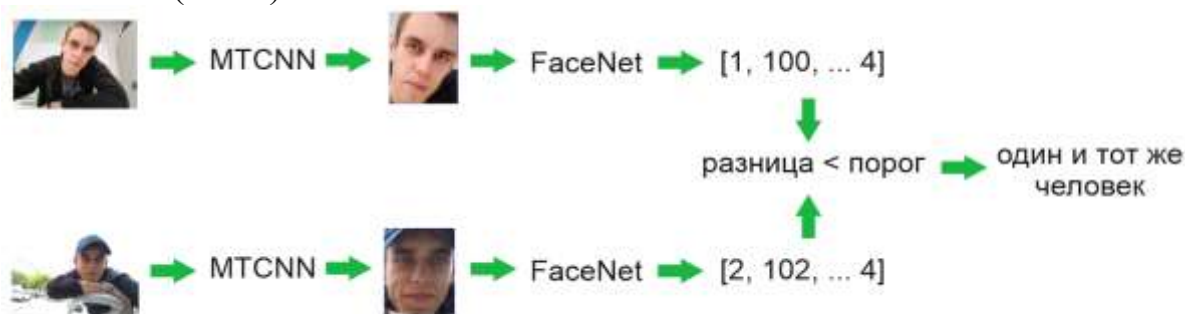 MTCNN FaceNet [1, 100, ... 4]
разница < порог
один и тот же
человек
MTCNN FaceNet [2, 102, ... 4]